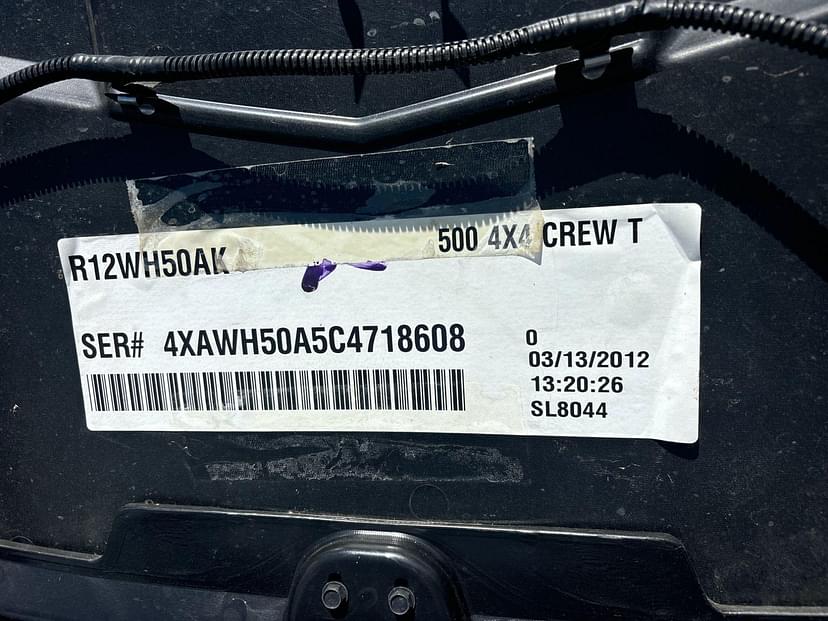 R12WH50AK 500 4X4 CREW T
SER# 4XAWH50A5C4718608
0
03/13/2012
13:20:26
SL8044